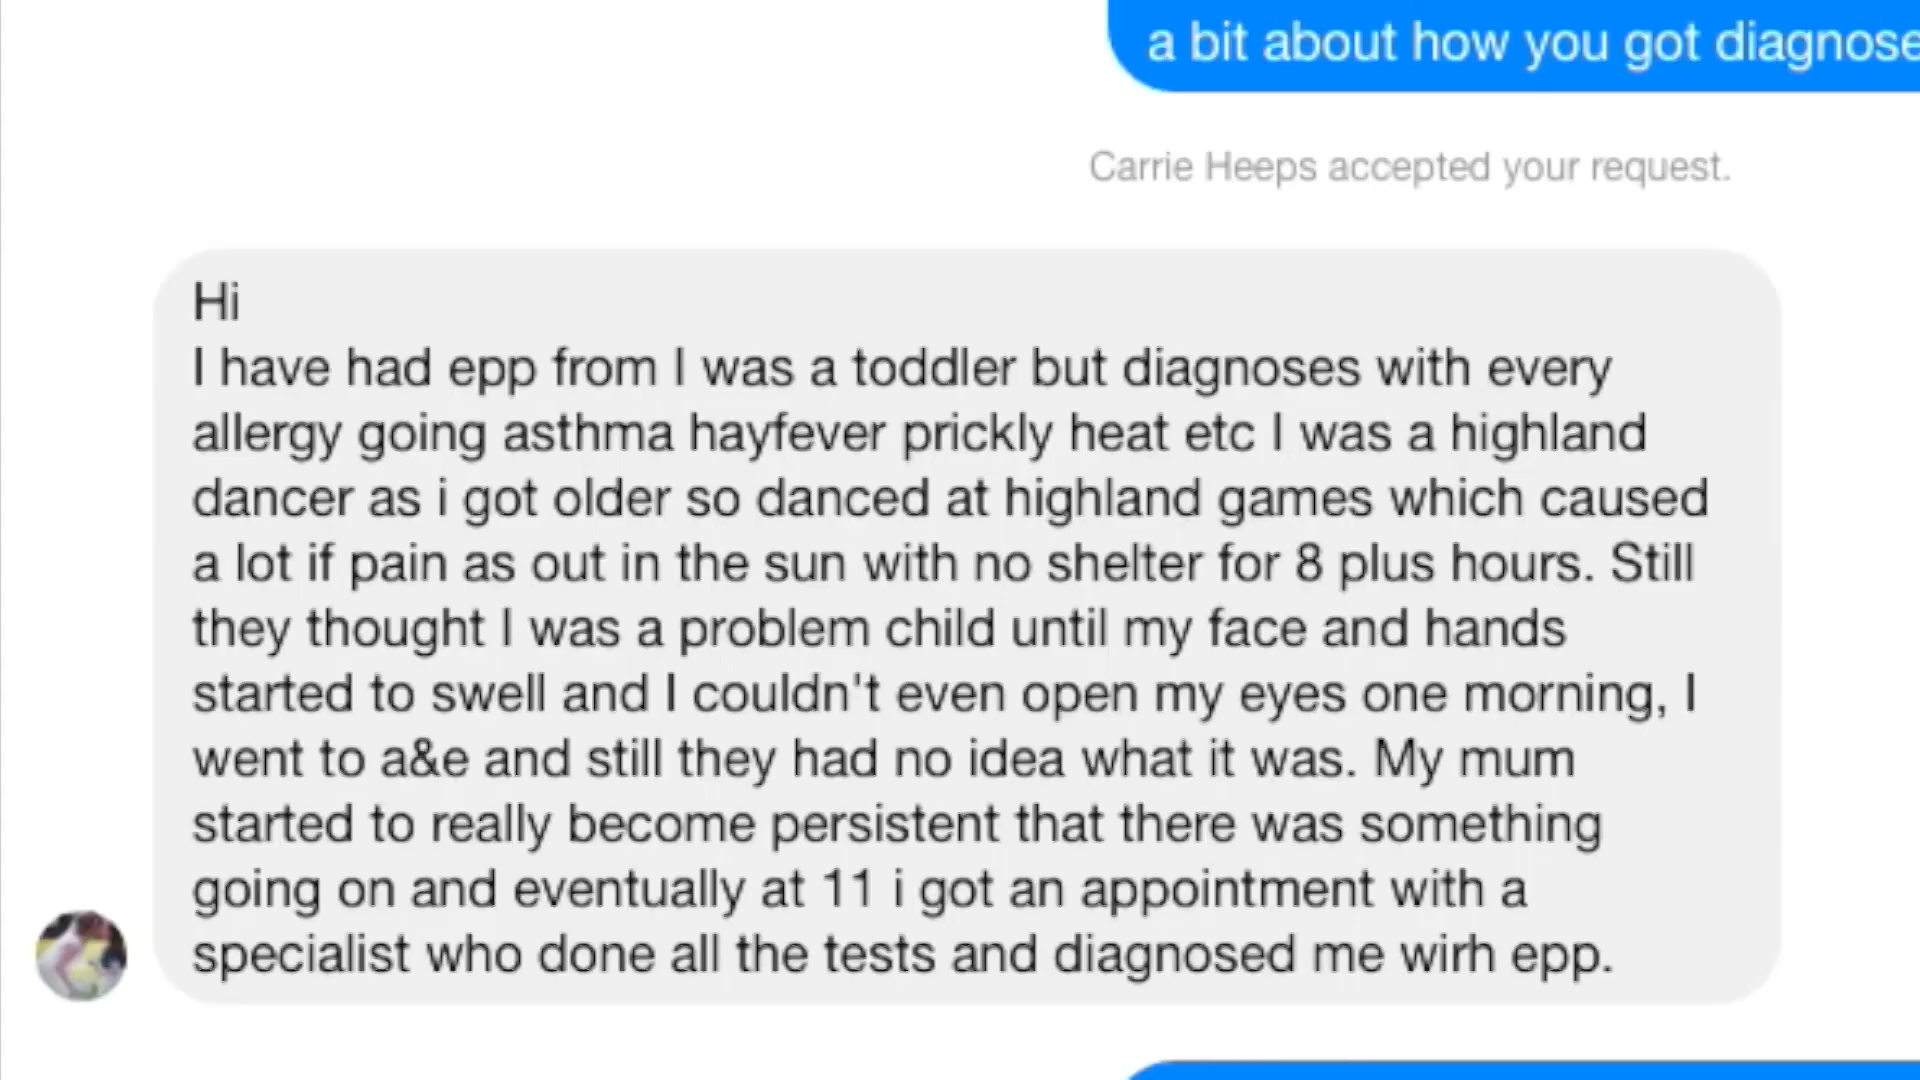 a bit about how you got diagnose
Carrie Heeps accepted your request.
Hi
I have had epp from I was a toddler but diagnoses with every
allergy going asthma hayfever prickly heat etc I was a highland
dancer as i got older so danced at highland games which caused
a lot if pain as out in the sun with no shelter for 8 plus hours. Still
they thought I was a problem child until my face and hands
started to swell and I couldn't even open my eyes one morning, I
went to a&e and still they had no idea what it was. My mum
started to really become persistent that there was something
going on and eventually at 11 i got an appointment with a
specialist who done all the tests and diagnosed me wirh epp.